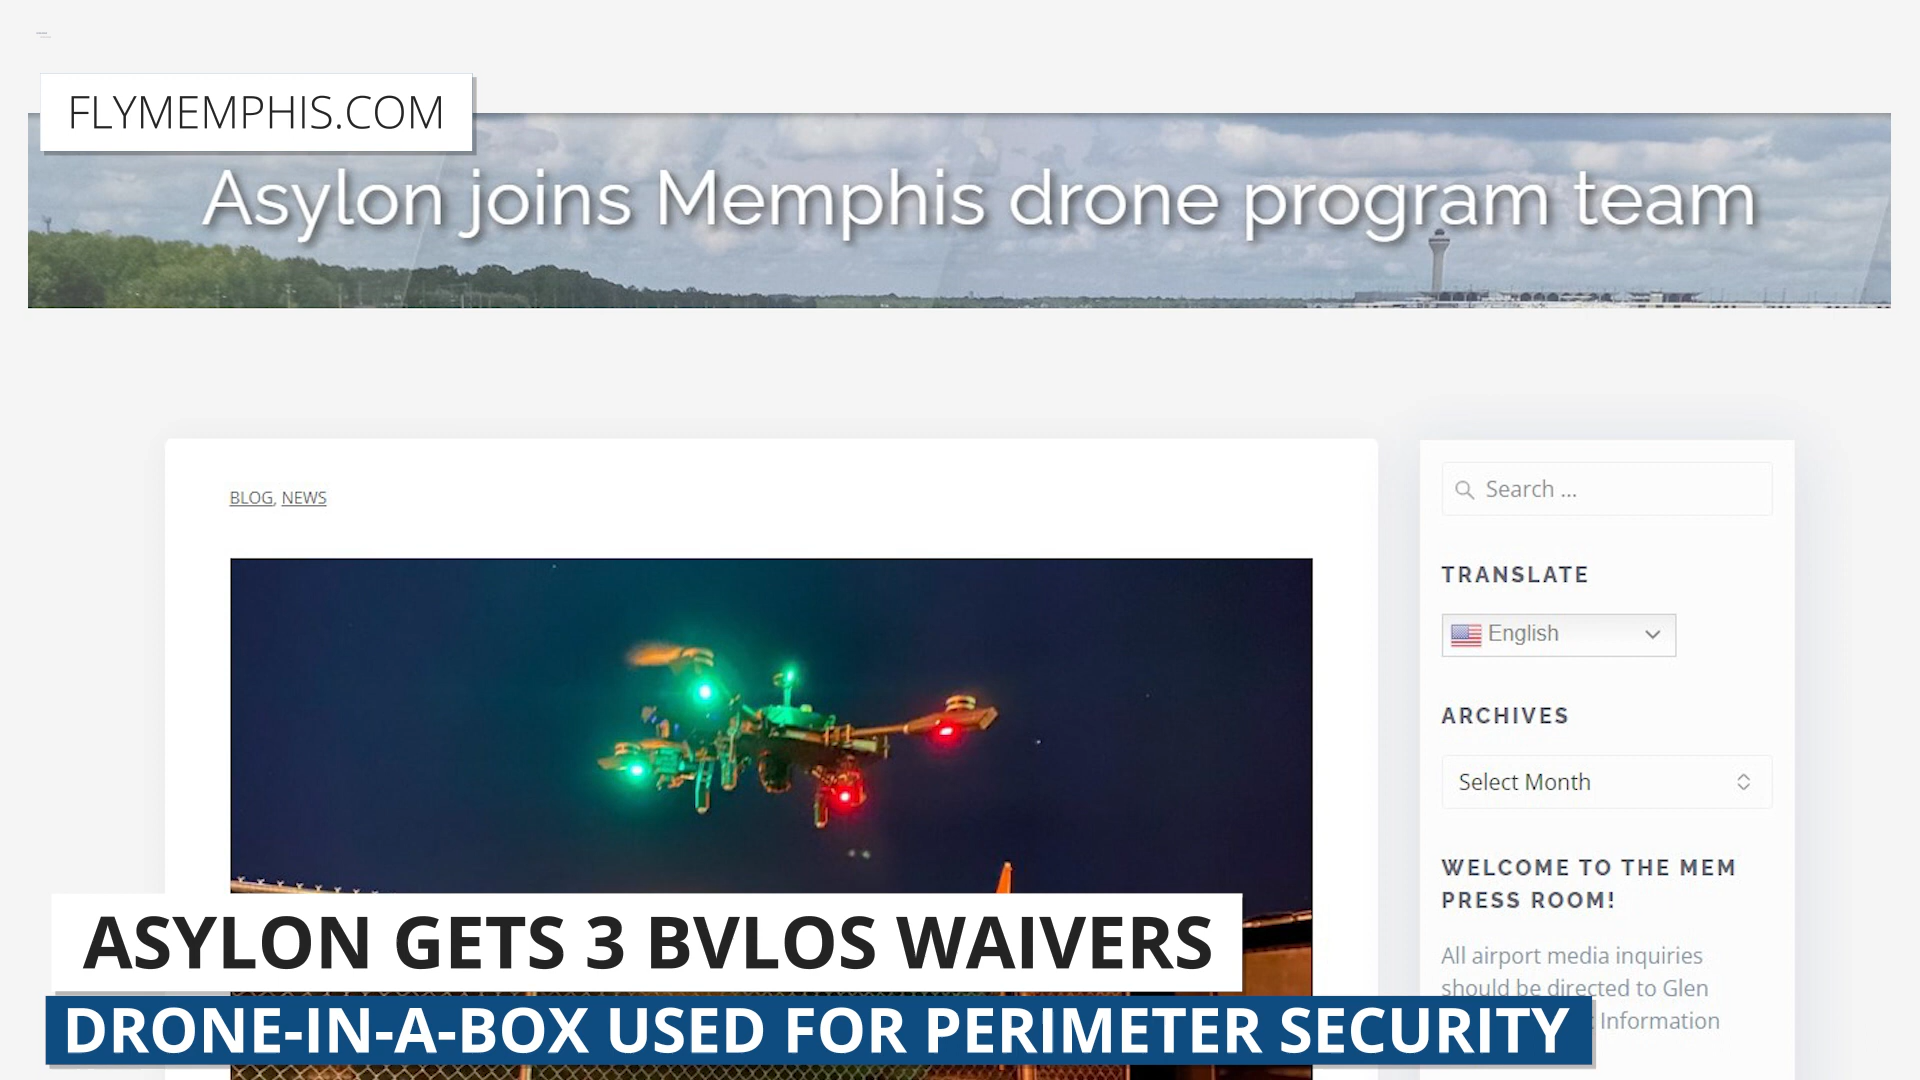 FLYMEMPHIS.COM
Asylon joins Memphis drone program team
BLOG, NEWS
Search ...
TRANSLATE
English
ARCHIVES
Select Month
WELCOME TO THE MEM
PRESS ROOM!
All airport media inquiries
should be directed to Glen
Information
ASYLON GETS 3 BVLOS WAIVERS
DRONE-IN-A-BOX USED FOR PERIMETER SECURITY